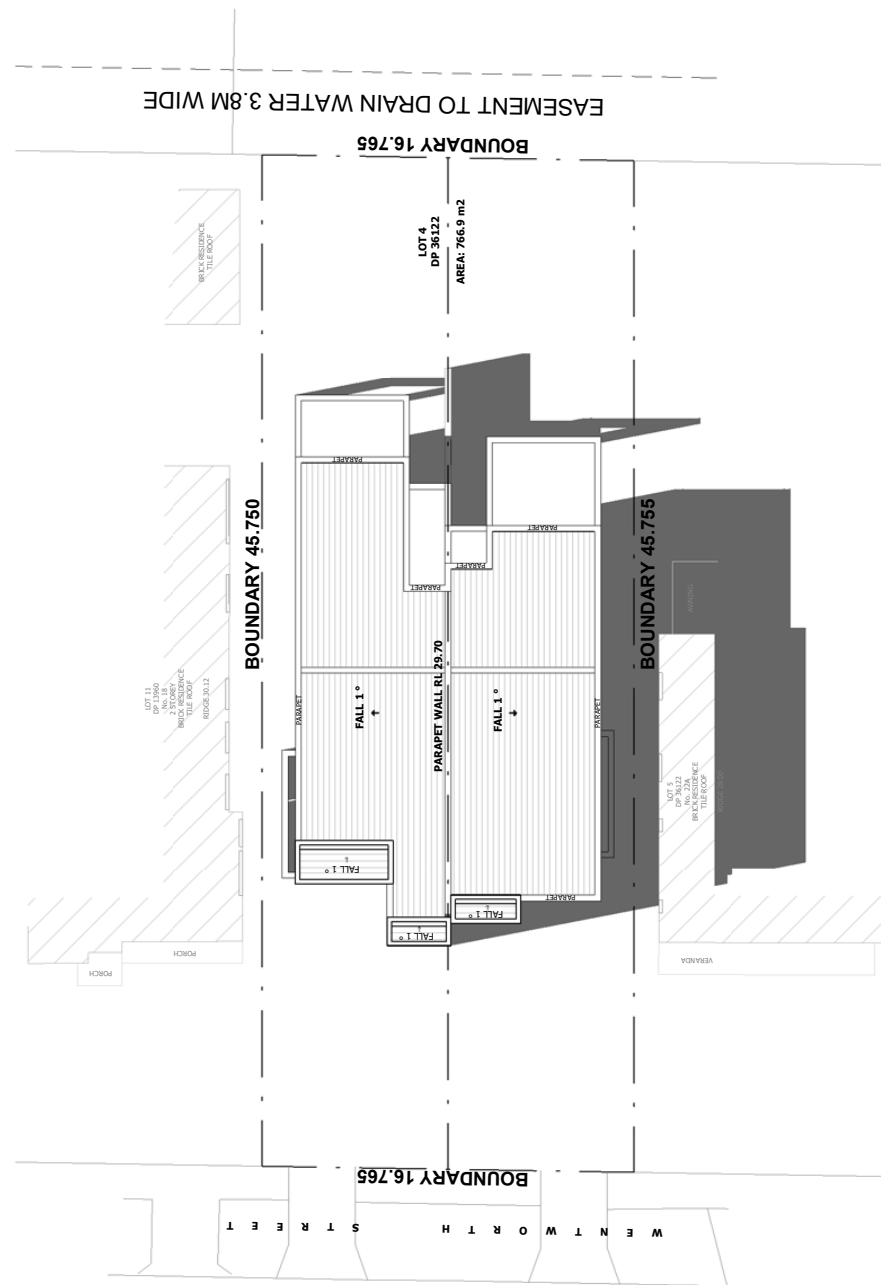 EASEMENT TO DRAIN WATER 3.8M WIDE
BOUNDARY 16.765
LOT 4
DP 36122
AREA: 766.9 m2
BRICK RESIDENCE
TILE ROOF
BOUNDARY 45.750
BOUNDARY 45.755
PARAPET
PARAPET
PARAPET
PARAPET
AWNING
LOT 11
DP 13960
No. 18
2 STOREY
BRICK RESIDENCE
TILE ROOF
RIDGE 30.12
PARAPET
FALL 1 °
PARAPET WALL RL 29.70
FALL 1 °
PARAPET
LOT 5
DP 36122
No. 22A
BRICK RESIDENCE
TILE ROOF
FALL 1 °
FALL 1 °
FALL 1 °
PARAPET
PORCH
PORCH
VERANDA
BOUNDARY 16.765
WENTWORTH STREET